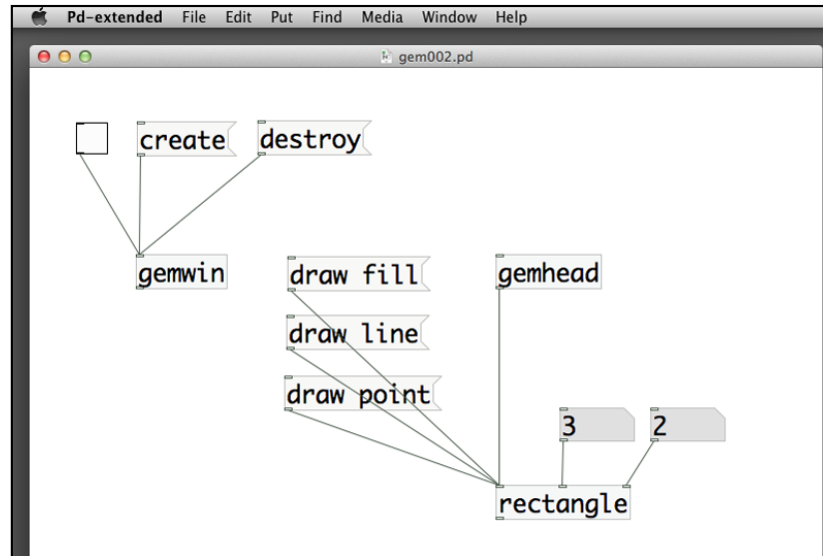 Pd-extended File Edit Put Find Media Window Help
gem002.pd
create destroy
gemwin draw fill gemhead
draw line
draw point
3 2
rectangle